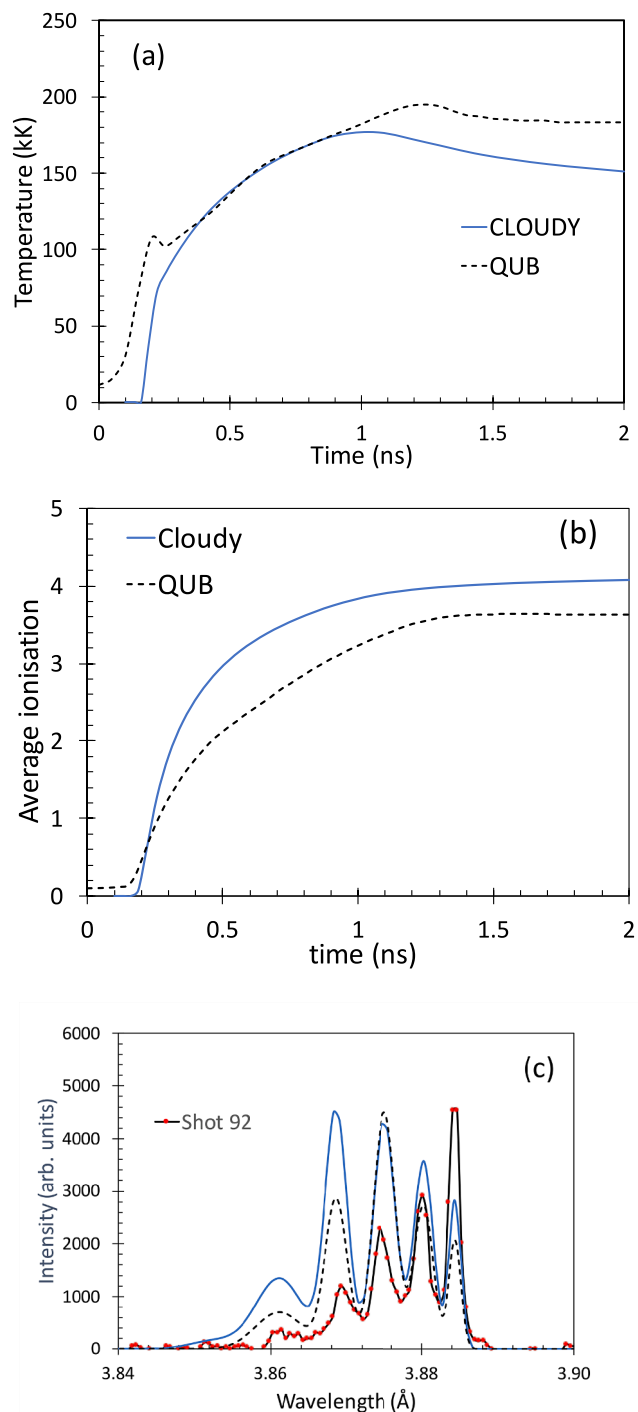 250
(a)
200
150
100
50
0
Temperature (kK)
CLOUDY
QUB
0
0.5
1
1.5
2
Time (ns)
5
Cloudy
(b)
4
QUB
3
2
1
0
Average ionisation
0
0.5
1
1.5
2
time (ns)
6000
(c)
5000
Shot 92
4000
3000
2000
1000
0
Intensity (arb. units)
3.84
3.86
3.88
3.90
Wavelength (Å)